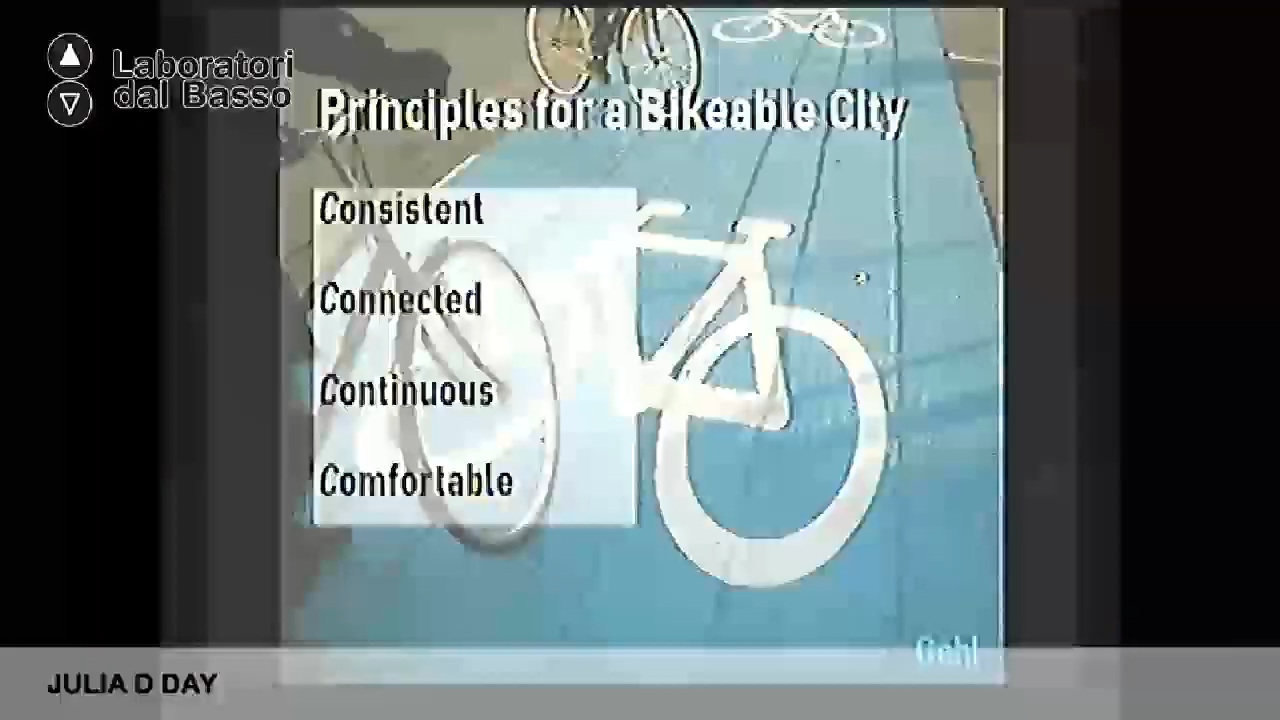 Laboratori
dal Basso
Principles for a Bikeable City
Consistent
Connected
Continuous
Comfortable
Gehl
JULIA D DAY